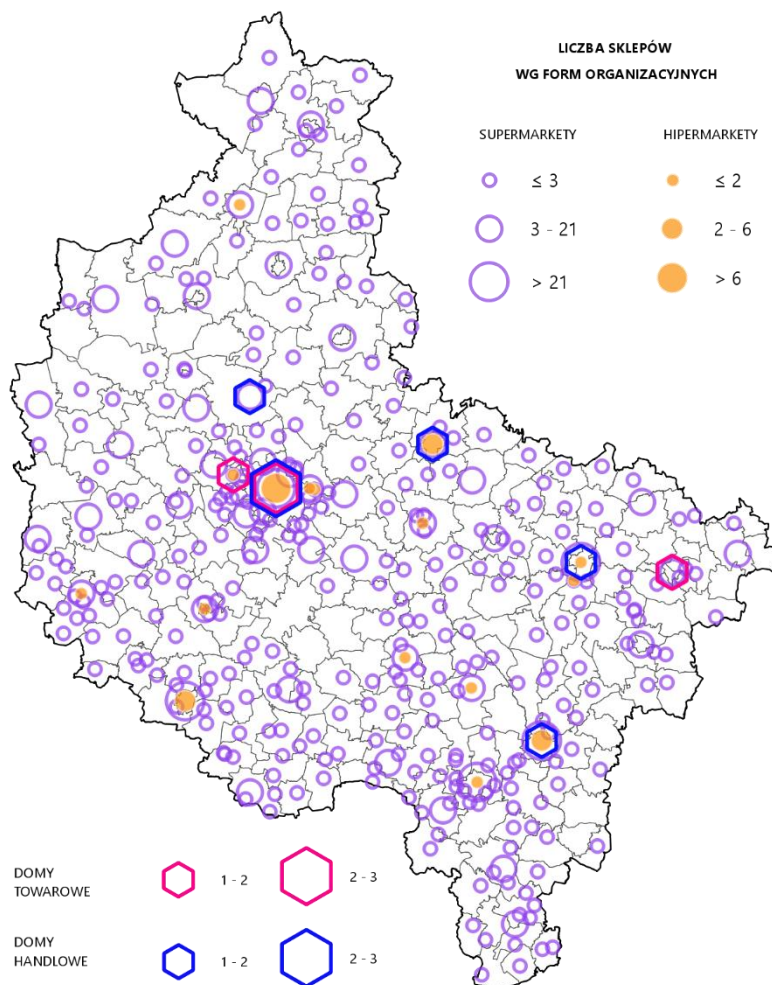 LICZBA SKLEPÓW
WG FORM ORGANIZACYJNYCH
SUPERMARKETY
HIPERMARKETY
≤ 3
≤ 2
3 - 21
2 - 6
> 21
> 6
DOMY
TOWAROWE
1 - 2
2 - 3
DOMY
HANDLOWE
1 - 2
2 - 3